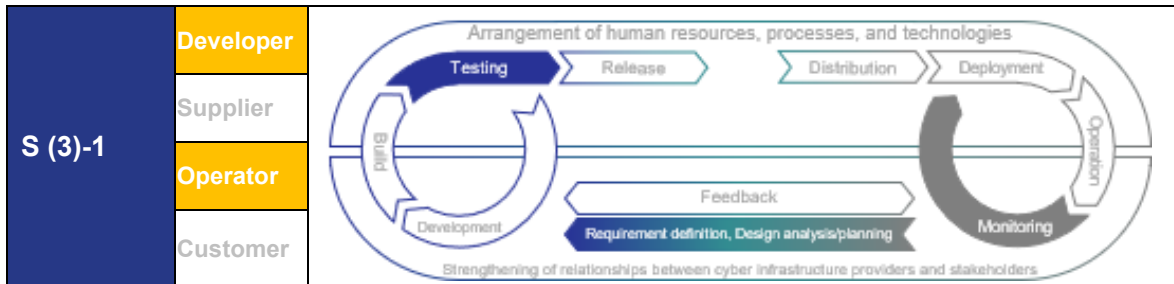 S (3)-1
Developer
Supplier
Operator
Customer
Arrangement of human resources, processes, and technologies
Testing
Release
Distribution
Deployment
Build
Operation
Development
Monitoring
Feedback
Requirement definition, Design analysis/planning
Strengthening of relationships between cyber infrastructure providers and stakeholders